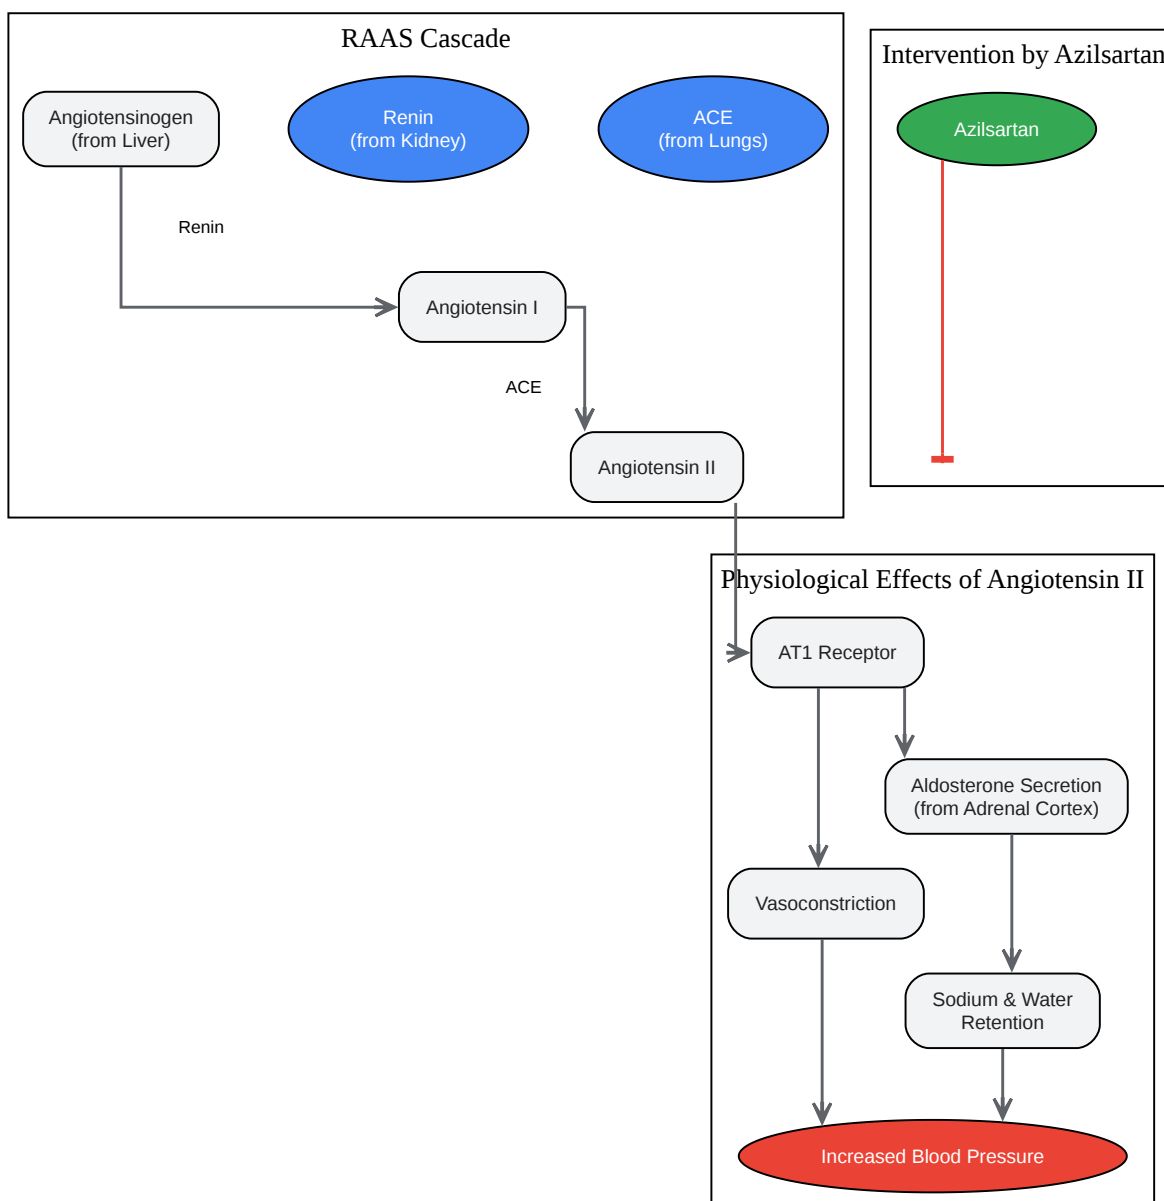 RAAS Cascade
Intervention by Azilsartan
Angiotensinogen
(from Liver)
Renin
(from Kidney)
ACE
(from Lungs)
Azilsartan
Renin
Angiotensin I
ACE
Angiotensin II
Physiological Effects of Angiotensin II
AT1 Receptor
Aldosterone Secretion
(from Adrenal Cortex)
Vasoconstriction
Sodium & Water
Retention
Increased Blood Pressure